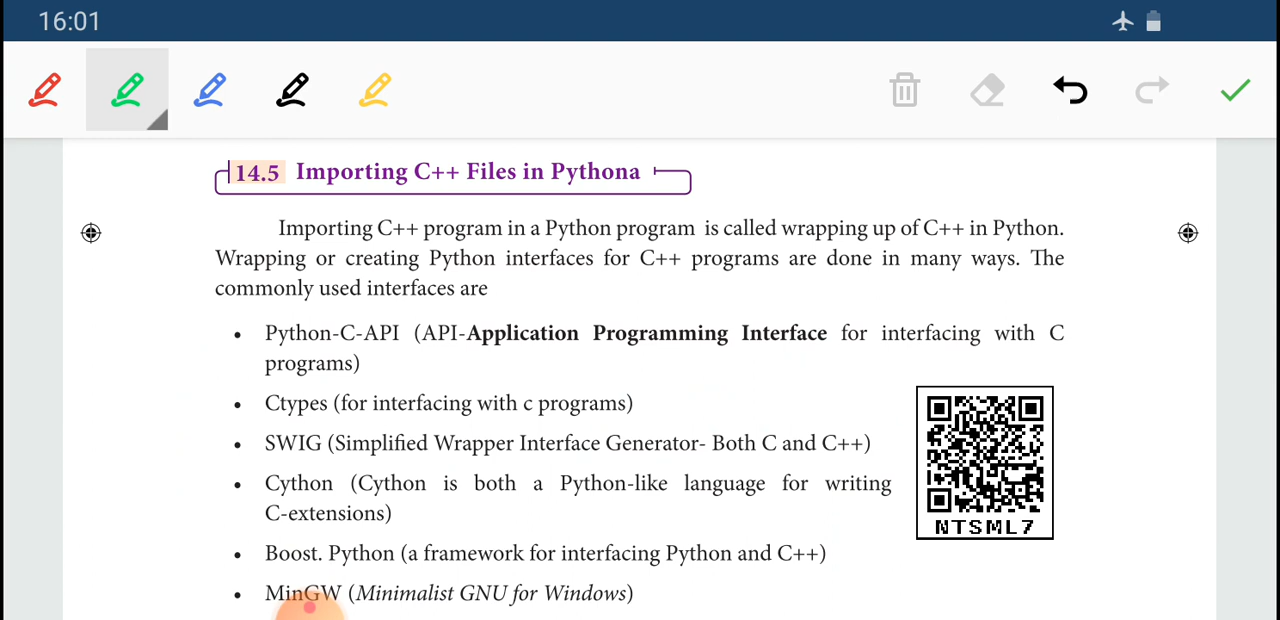 16:01
14.5 Importing C++ Files in Pythona
Importing C++ program in a Python program is called wrapping up of C++ in Python.
Wrapping or creating Python interfaces for C++ programs are done in many ways. The
commonly used interfaces are
• Python-C-API (API-Application Programming Interface for interfacing with C
programs)
• Ctypes (for interfacing with c programs)
• SWIG (Simplified Wrapper Interface Generator- Both C and C++)
• Cython (Cython is both a Python-like language for writing
C-extensions)
NTSML7
• Boost. Python (a framework for interfacing Python and C++)
• MinGW (Minimalist GNU for Windows)